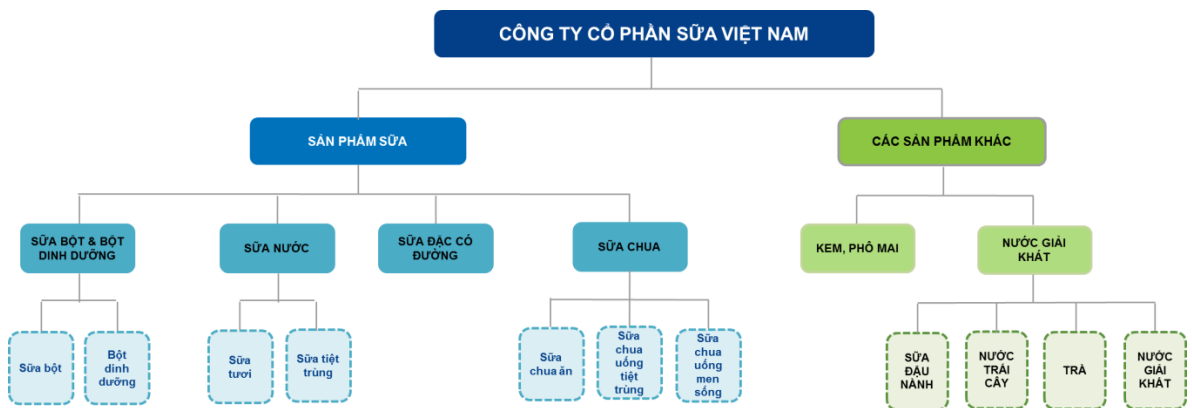 CÔNG TY CỔ PHẦN SỮA VIỆT NAM
SẢN PHẨM SỮA
CÁC SẢN PHẨM KHÁC
SỮA BỘT & BỘT
DINH DƯỠNG
SỮA NƯỚC
SỮA ĐẶC CÓ
ĐƯỜNG
SỮA CHUA
KEM, PHÔ MAI
NƯỚC GIẢI
KHÁT
Sữa bột
Bột
dinh
dưỡng
Sữa
tươi
Sữa tiệt
trùng
Sữa
chua ăn
Sữa
chua
uống
tiệt
trùng
Sữa
chua
uống
men
sống
SỮA
ĐẬU
NÀNH
NƯỚC
TRÁI
CÂY
TRÀ
NƯỚC
GIẢI
KHÁT